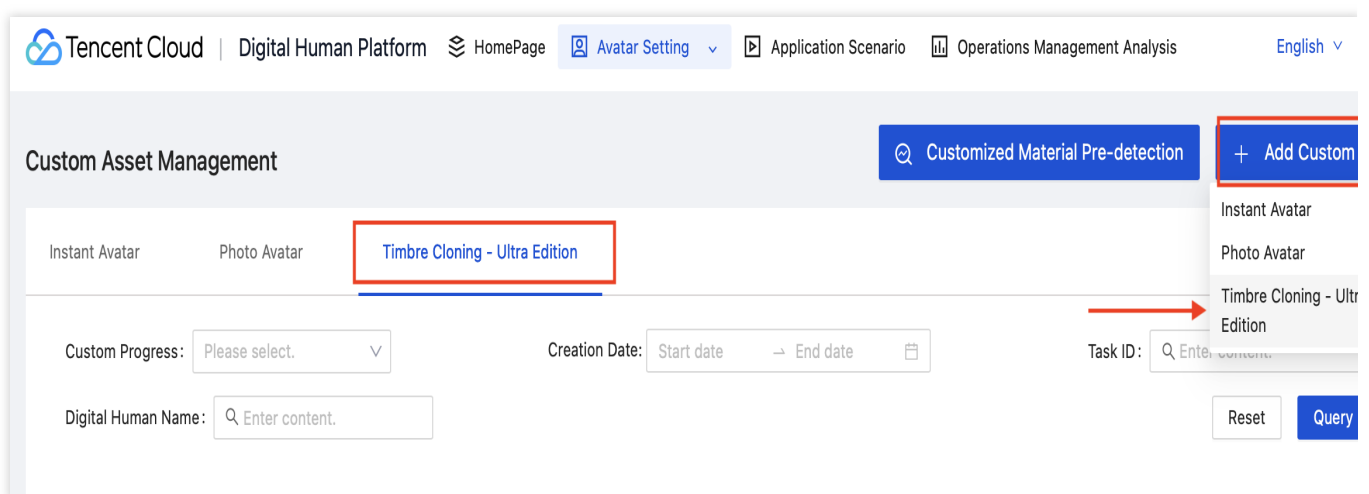 Tencent Cloud | Digital Human Platform HomePage Avatar Setting Application Scenario Operations Management Analysis English
Custom Asset Management Customized Material Pre-detection + Add Custom
Instant Avatar
Photo Avatar
Timbre Cloning - Ultr
Edition
Instant Avatar Photo Avatar Timbre Cloning - Ultra Edition
Custom Progress: Please select. Creation Date: Start date → End date Task ID: Enter content.
Digital Human Name: Enter content. Reset Query